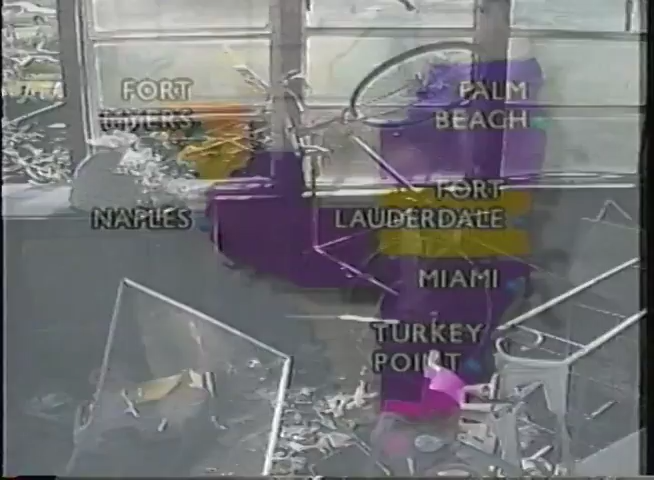 FORT
MYERS
PALM
BEACH
NAPLES
FORT
LAUDERDALE
MIAMI
TURKEY
POINT